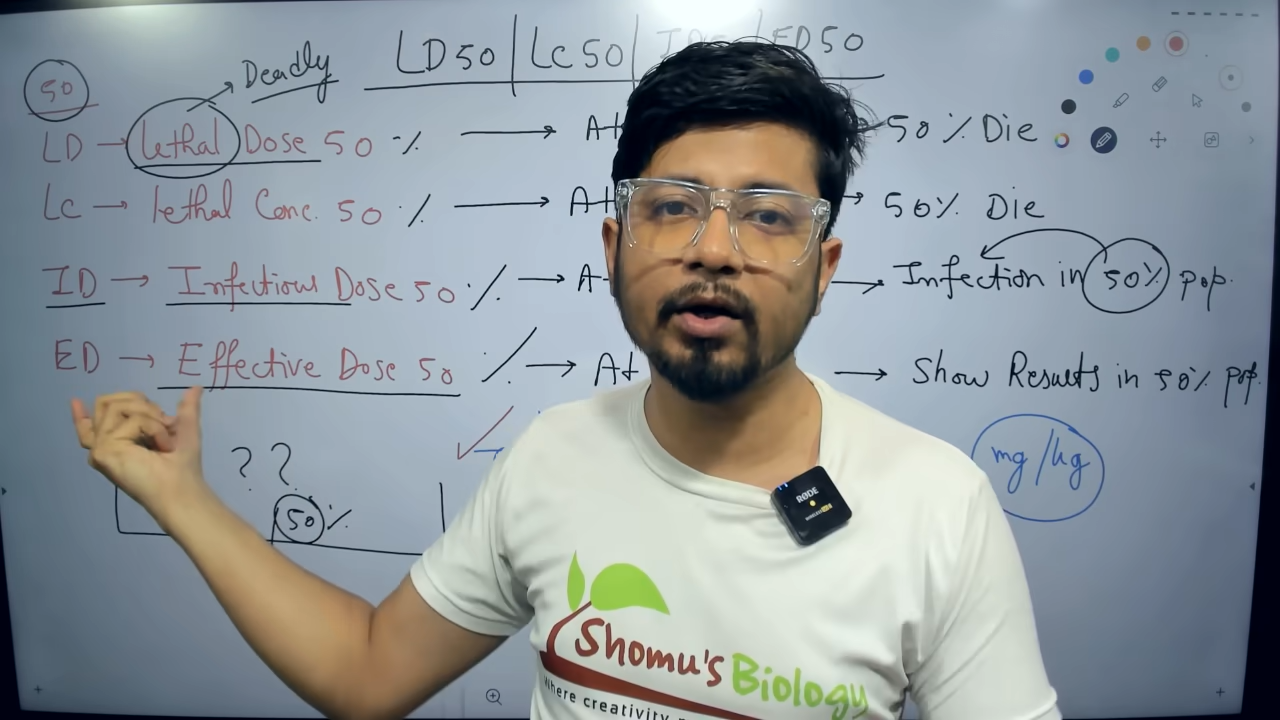 50
Deadly
LD50 | LC50 | ED50
LD → Lethal Dose 50 % → At 50 % Die
LC → Lethal Conc. 50 % → At → 50% Die
ID → Infectious Dose 50 % → A → Infection in 50% pop.
ED → Effective Dose 50 % → At → Show Results in 50% pop.
? ?
50 %
mg/kg
RØDE
Shomu's Biology
Where creativity